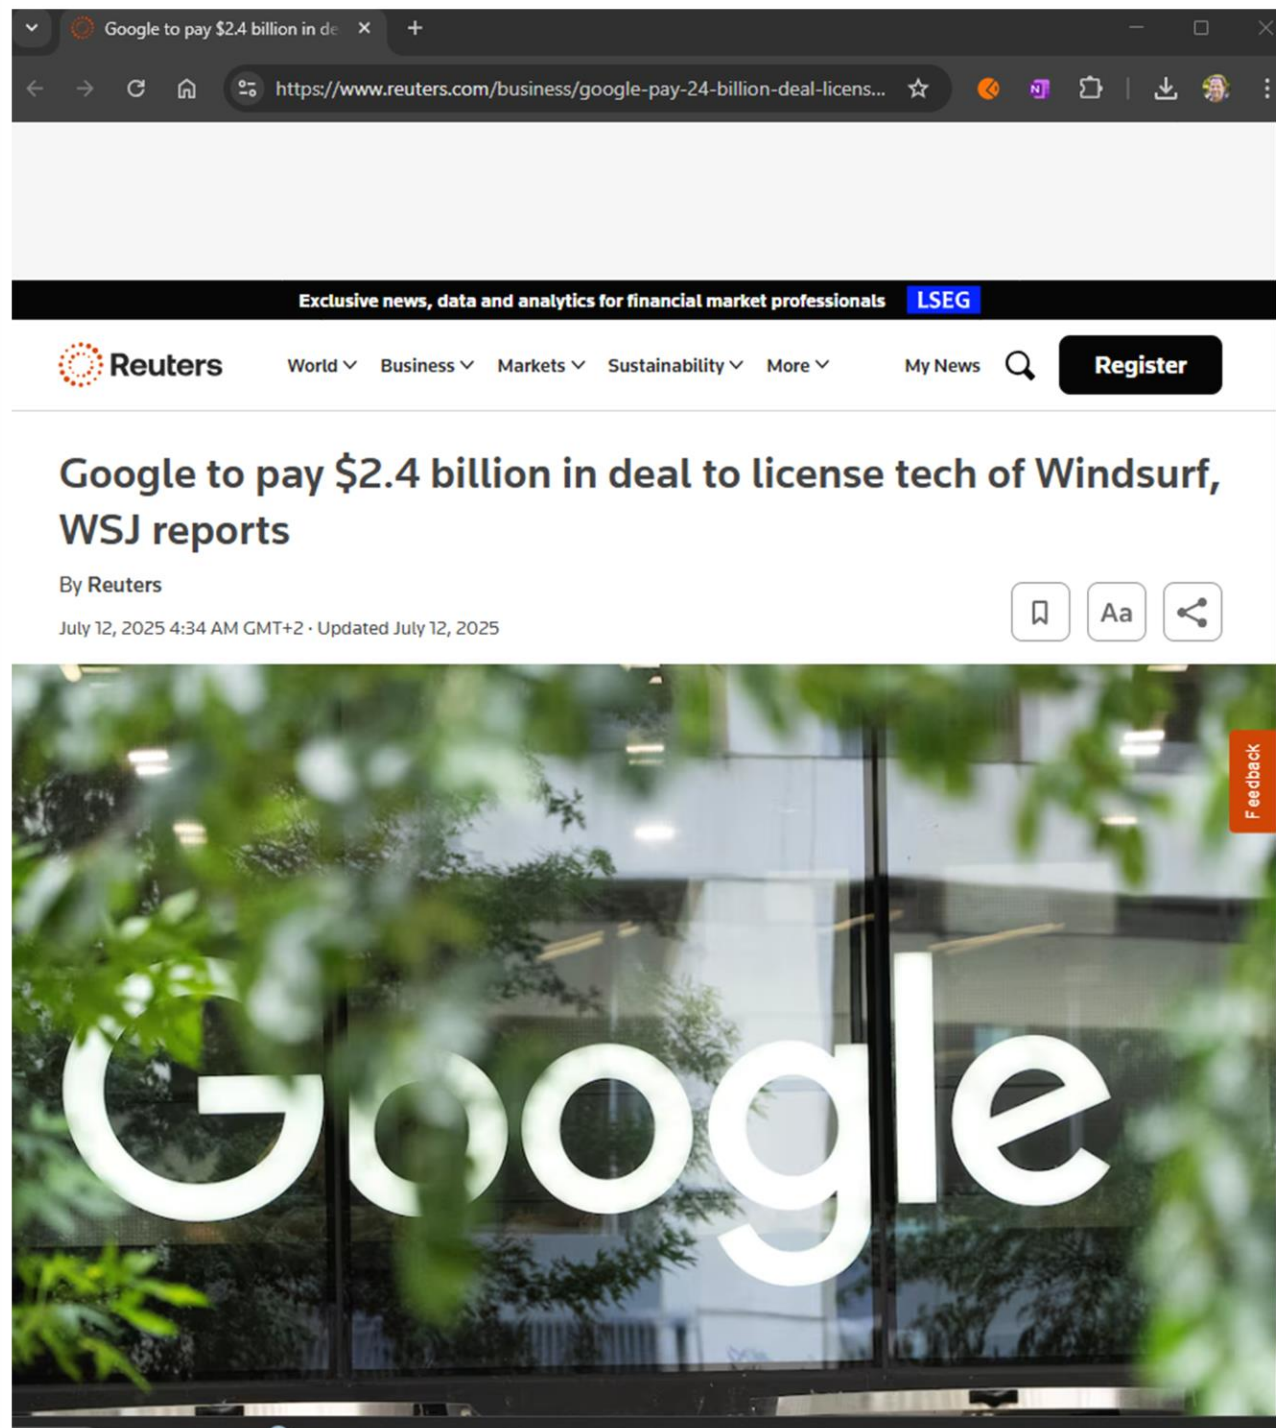 Google to pay $2.4 billion in de
https://www.reuters.com/business/google-pay-24-billion-deal-licens...
N
Exclusive news, data and analytics for financial market professionals LSEG
Reuters World Business Markets Sustainability More My News Register
Google to pay $2.4 billion in deal to license tech of Windsurf,
WSJ reports
By Reuters
July 12, 2025 4:34 AM GMT+2 · Updated July 12, 2025
Aa
Feedback
Google